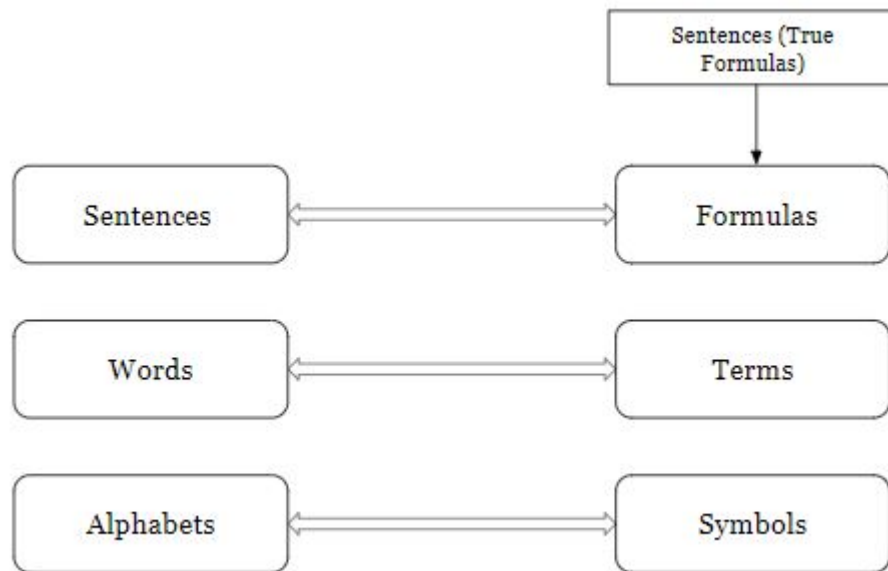 Sentences (True
Formulas)
Sentences
Formulas
Words
Terms
Alphabets
Symbols